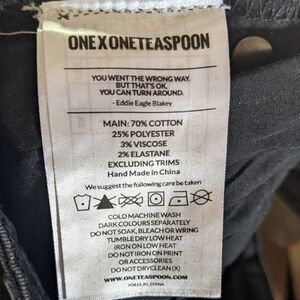 ONEXONETEASPOON
YOU WENT THE WRONG WAY.
BUT THAT'S OK.
YOU CAN TURN AROUND.
- Eddie Eagle Blakey
MAIN: 70% COTTON
25% POLYESTER
3% VISCOSE
2% ELASTANE
EXCLUDING TRIMS
Hand Made in China
We suggest the following care be taken
COLD MACHINE WASH
DARK COLOURS SEPARATELY
DO NOT SOAK, BLEACH OR WRING
TUMBLE DRY LOW HEAT
IRON ON LOW HEAT
DO NOT IRON ON PRINT
OR ACCESSORIES
DO NOT DRYCLEAN (X)
WWW.ONETEASPOON.COM
CHINA